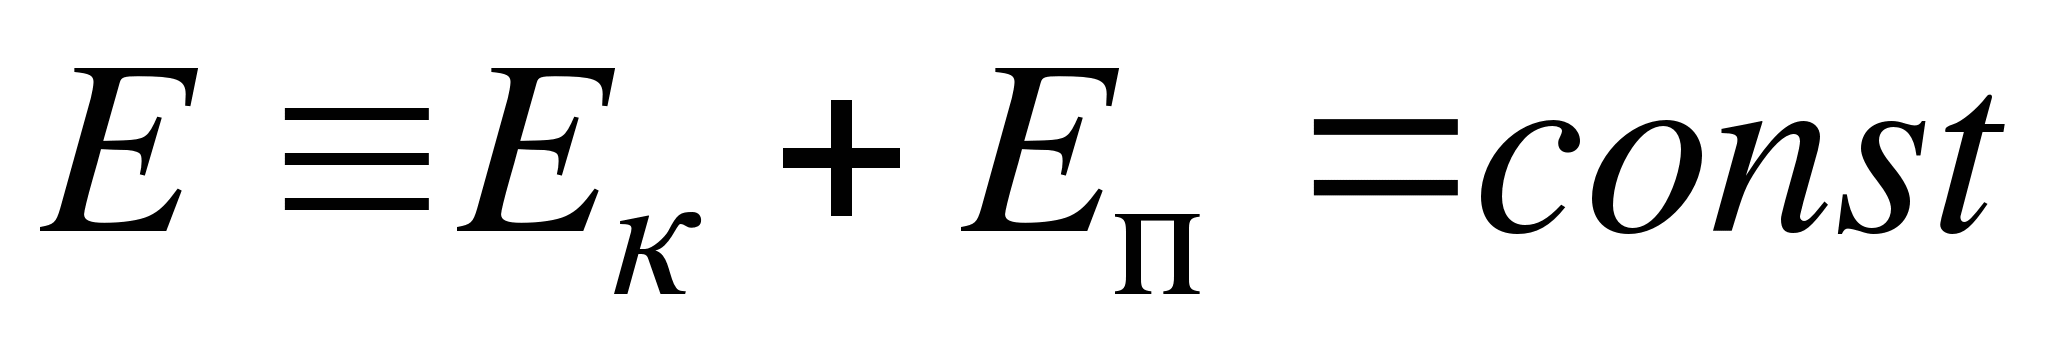 E ≡ Eк + Eп = const